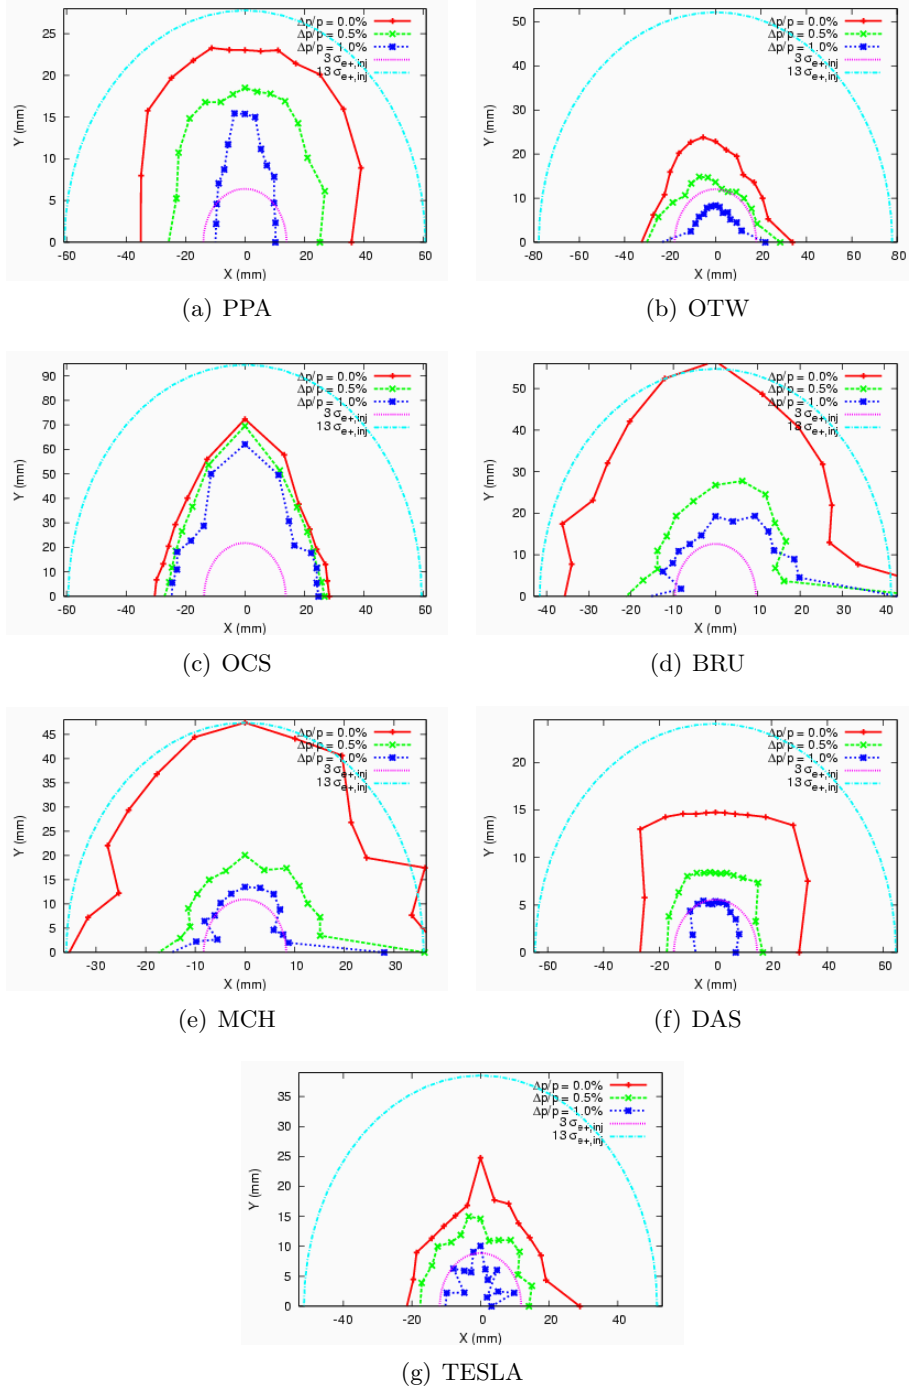 Δp/p = 0.0%
Δp/p = 0.5%
Δp/p = 1.0%
3 σe+,inj
13 σe+,inj
Y (mm)
25
20
15
10
5
0
-60 -40 -20 0 20 40 60
X (mm)
(a) PPA
Δp/p = 0.0%
Δp/p = 0.5%
Δp/p = 1.0%
3 σe+,inj
13 σe+,inj
Y (mm)
50
40
30
20
10
0
-80 -60 -40 -20 0 20 40 60 80
X (mm)
(b) OTW
Δp/p = 0.0%
Δp/p = 0.5%
Δp/p = 1.0%
3 σe+,inj
13 σe+,inj
Y (mm)
90
80
70
60
50
40
30
20
10
0
-60 -40 -20 0 20 40 60
X (mm)
(c) OCS
Δp/p = 0.0%
Δp/p = 0.5%
Δp/p = 1.0%
3 σe+,inj
13 σe+,inj
Y (mm)
50
40
30
20
10
0
-40 -30 -20 -10 0 10 20 30 40
X (mm)
(d) BRU
Δp/p = 0.0%
Δp/p = 0.5%
Δp/p = 1.0%
3 σe+,inj
13 σe+,inj
Y (mm)
45
40
35
30
25
20
15
10
5
0
-30 -20 -10 0 10 20 30
X (mm)
(e) MCH
Δp/p = 0.0%
Δp/p = 0.5%
Δp/p = 1.0%
3 σe+,inj
13 σe+,inj
Y (mm)
20
15
10
5
0
-60 -40 -20 0 20 40 60
X (mm)
(f) DAS
Δp/p = 0.0%
Δp/p = 0.5%
Δp/p = 1.0%
3 σe+,inj
13 σe+,inj
Y (mm)
35
30
25
20
15
10
5
0
-40 -20 0 20 40
X (mm)
(g) TESLA